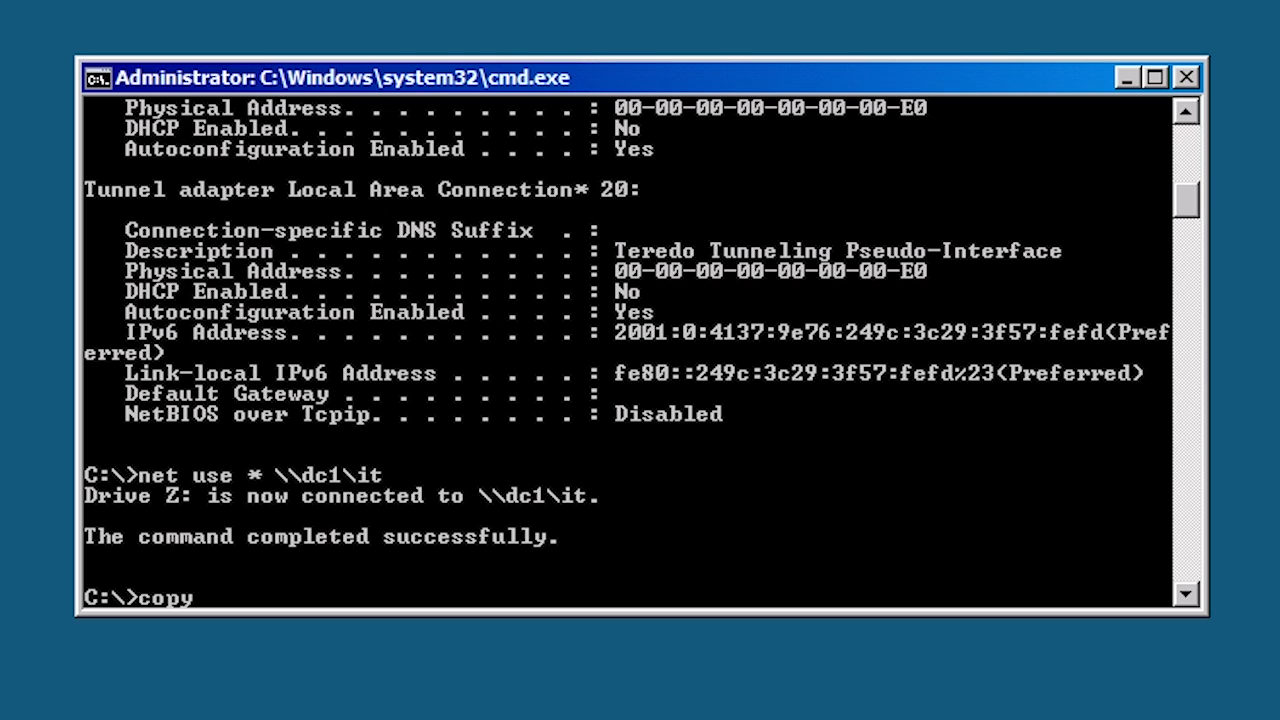 Administrator: C:\Windows\system32\cmd.exe
Physical Address. . . . . . . . . : 00-00-00-00-00-00-00-E0
DHCP Enabled. . . . . . . . . . . : No
Autoconfiguration Enabled . . . . : Yes
Tunnel adapter Local Area Connection* 20:
Connection-specific DNS Suffix  . :
Description . . . . . . . . . . . : Teredo Tunneling Pseudo-Interface
Physical Address. . . . . . . . . : 00-00-00-00-00-00-00-E0
DHCP Enabled. . . . . . . . . . . : No
Autoconfiguration Enabled . . . . : Yes
IPv6 Address. . . . . . . . . . . : 2001:0:4137:9e76:249c:3c29:3f57:fefd(Pref
erred)
Link-local IPv6 Address . . . . . : fe80::249c:3c29:3f57:fefd%23(Preferred)
Default Gateway . . . . . . . . . :
NetBIOS over Tcpip. . . . . . . . : Disabled
C:\>net use * \\dc1\it
Drive Z: is now connected to \\dc1\it.
The command completed successfully.
C:\>copy